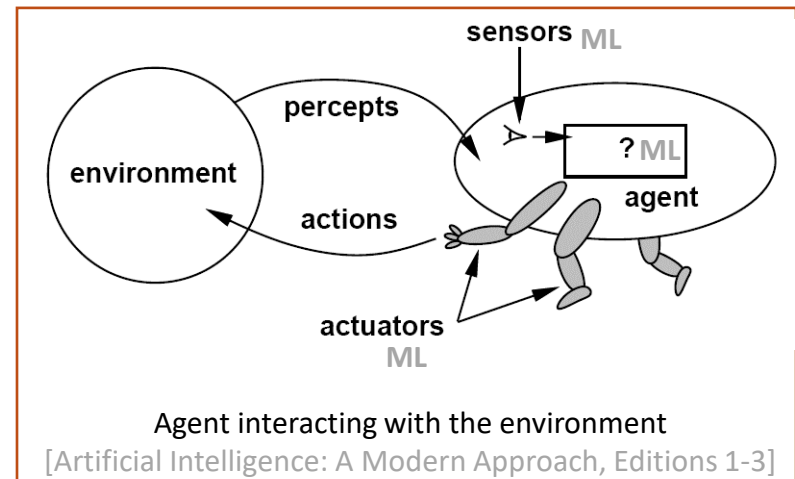 sensors ML
percepts
environment
? ML
agent
actions
actuators
ML
Agent interacting with the environment
[Artificial Intelligence: A Modern Approach, Editions 1-3]